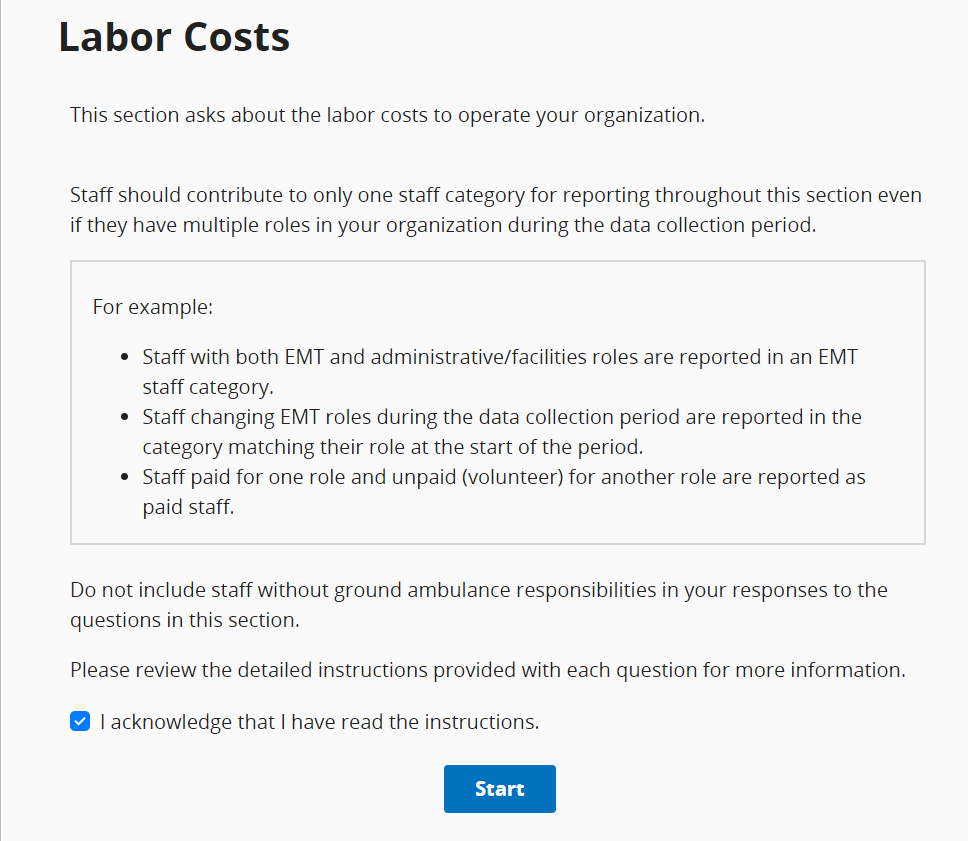 Labor Costs
This section asks about the labor costs to operate your organization.
Staff should contribute to only one staff category for reporting throughout this section even
if they have multiple roles in your organization during the data collection period.
For example:
• Staff with both EMT and administrative/facilities roles are reported in an EMT
staff category.
• Staff changing EMT roles during the data collection period are reported in the
category matching their role at the start of the period.
• Staff paid for one role and unpaid (volunteer) for another role are reported as
paid staff.
Do not include staff without ground ambulance responsibilities in your responses to the
questions in this section.
Please review the detailed instructions provided with each question for more information.
I acknowledge that I have read the instructions.
Start